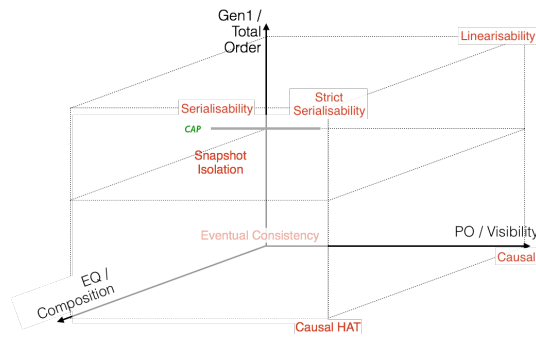 Gen1 /
Total
Order
Linearisability
Strict
Serialisability
Serialisability
CAP
Snapshot
Isolation
Eventual Consistency
PO / Visibility
Causal
EQ /
Composition
Causal HAT